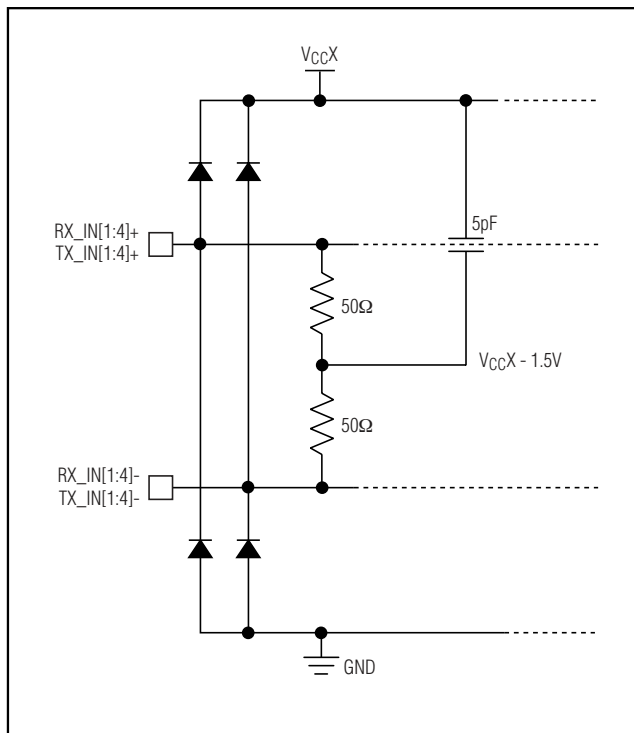 VCCX
RX_IN[1:4]+
TX_IN[1:4]+
5pF
50Ω
VCCX - 1.5V
50Ω
RX_IN[1:4]-
TX_IN[1:4]-
GND